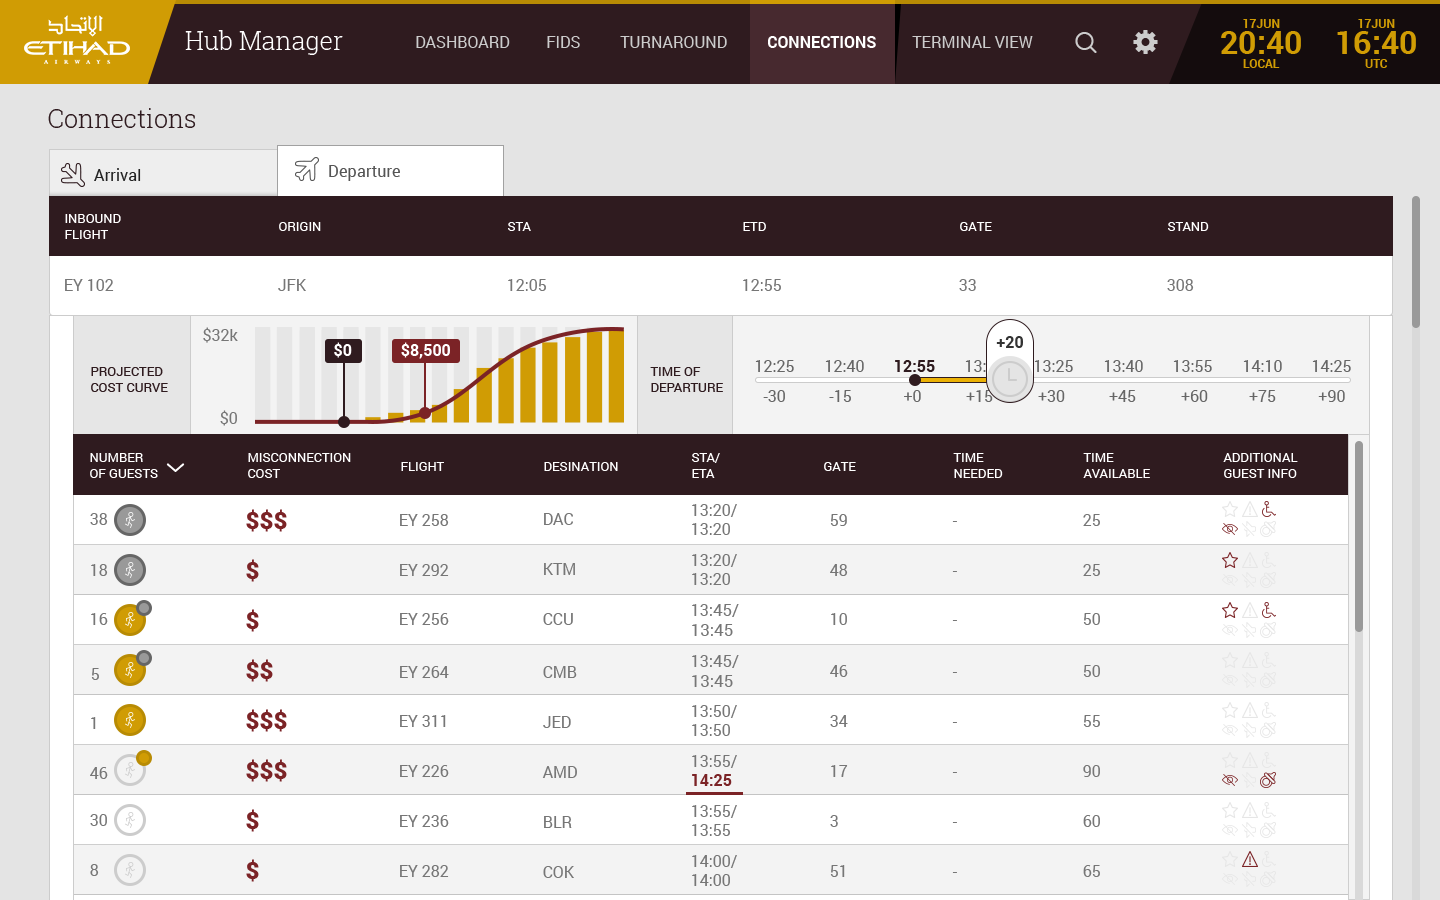 الإتحاد
ETIHAD
AIRWAYS
Hub Manager
DASHBOARD
FIDS
TURNAROUND
CONNECTIONS
TERMINAL VIEW
17JUN
20:40
LOCAL
17JUN
16:40
UTC
Connections
Arrival
Departure
INBOUND
FLIGHT
ORIGIN
STA
ETD
GATE
STAND
EY 102
JFK
12:05
12:55
33
308
PROJECTED
COST CURVE
$32k
$0
$0
$8,500
TIME OF
DEPARTURE
+20
12:25
12:40
12:55
13:
13:25
13:40
13:55
14:10
14:25
-30
-15
+0
+15
+30
+45
+60
+75
+90
NUMBER
OF GUESTS
MISCONNECTION
COST
FLIGHT
DESINATION
STA/
ETA
GATE
TIME
NEEDED
TIME
AVAILABLE
ADDITIONAL
GUEST INFO
38
$$$
EY 258
DAC
13:20/
13:20
59
-
25
18
$
EY 292
KTM
13:20/
13:20
48
-
25
16
$
EY 256
CCU
13:45/
13:45
10
-
50
5
$$
EY 264
CMB
13:45/
13:45
46
-
50
1
$$$
EY 311
JED
13:50/
13:50
34
-
55
46
$$$
EY 226
AMD
13:55/
14:25
17
-
90
30
$
EY 236
BLR
13:55/
13:55
3
-
60
8
$
EY 282
COK
14:00/
14:00
51
-
65